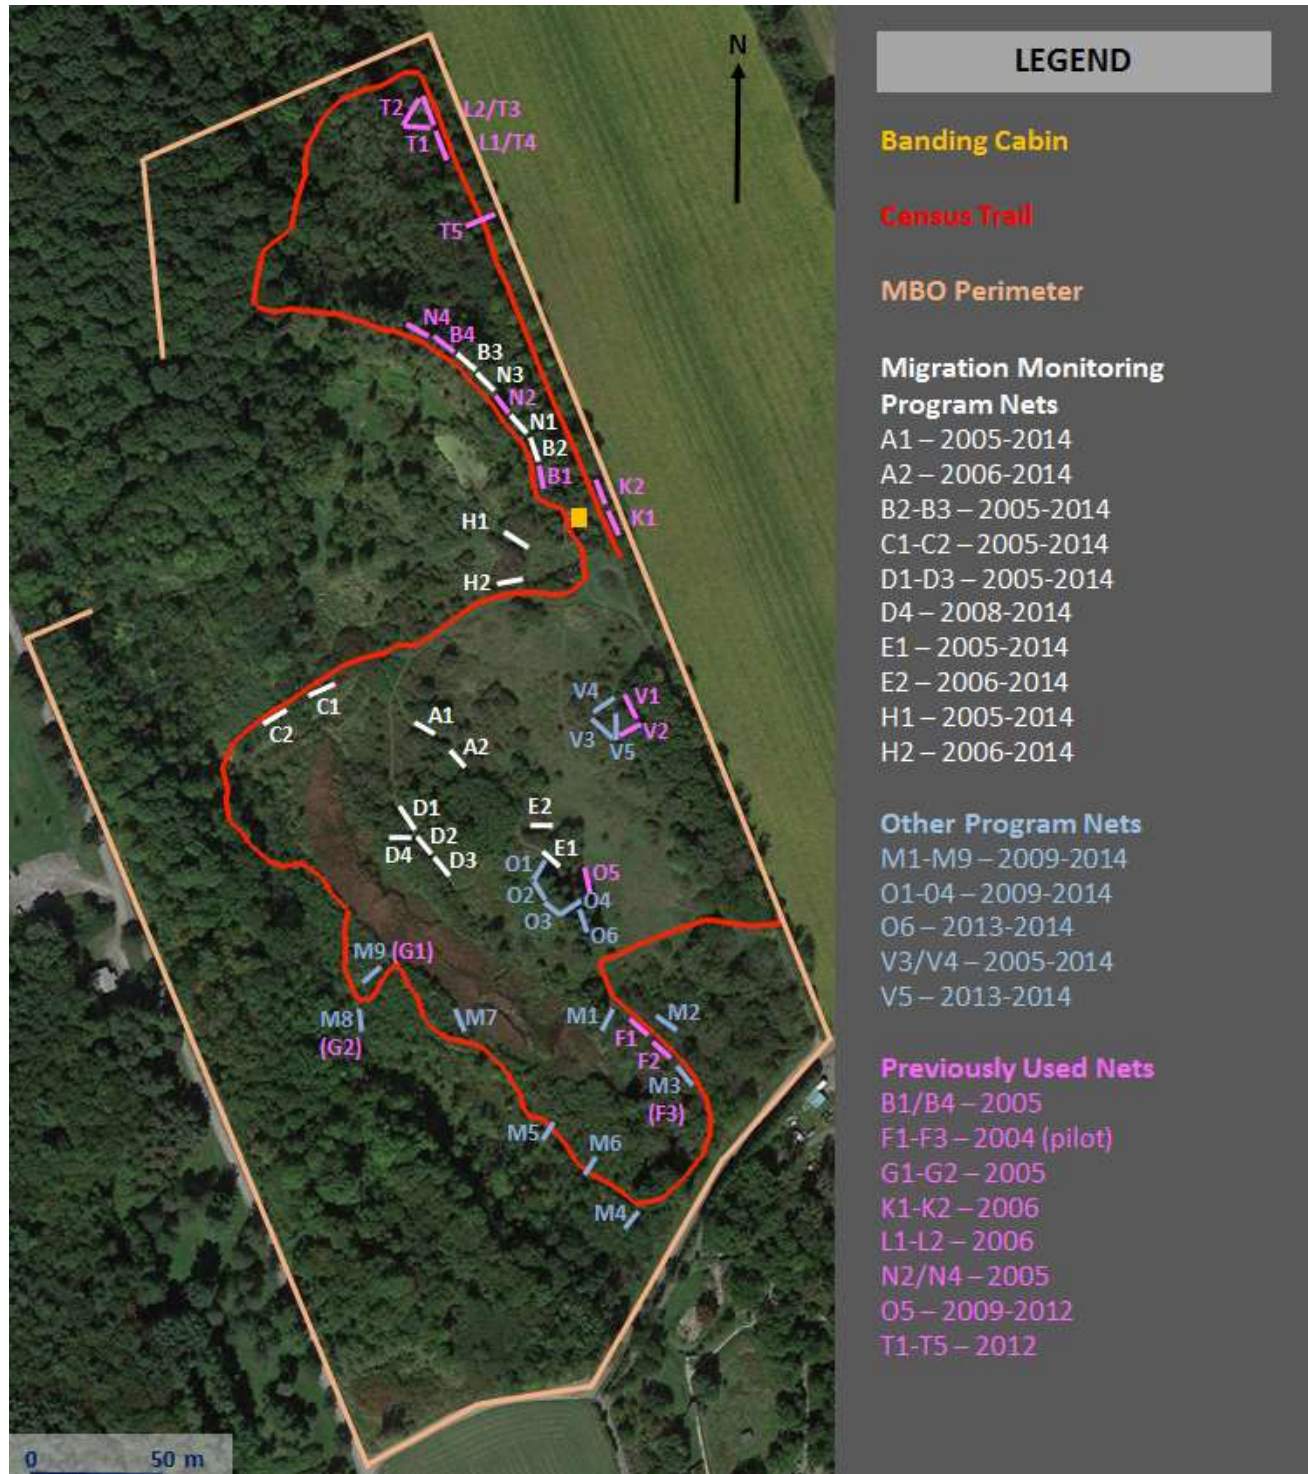 N
T2
L2/T3
T1
L1/T4
T5
N4
B4
B3
N3
N2
N1
B2
B1
K2
K1
H1
H2
C1
C2
A1
A2
V4
V1
V3
V2
V5
D1
D2
D4
D3
E2
E1
O1
O5
O2
O4
O3
O6
M9 (G1)
M8
(G2)
M7
M1
M2
F1
F2
M3
(F3)
M5
M6
M4
0 50 m
LEGEND
Banding Cabin
Census Trail
MBO Perimeter
Migration Monitoring
Program Nets
A1 – 2005-2014
A2 – 2006-2014
B2-B3 – 2005-2014
C1-C2 – 2005-2014
D1-D3 – 2005-2014
D4 – 2008-2014
E1 – 2005-2014
E2 – 2006-2014
H1 – 2005-2014
H2 – 2006-2014
Other Program Nets
M1-M9 – 2009-2014
O1-04 – 2009-2014
O6 – 2013-2014
V3/V4 – 2005-2014
V5 – 2013-2014
Previously Used Nets
B1/B4 – 2005
F1-F3 – 2004 (pilot)
G1-G2 – 2005
K1-K2 – 2006
L1-L2 – 2006
N2/N4 – 2005
O5 – 2009-2012
T1-T5 – 2012